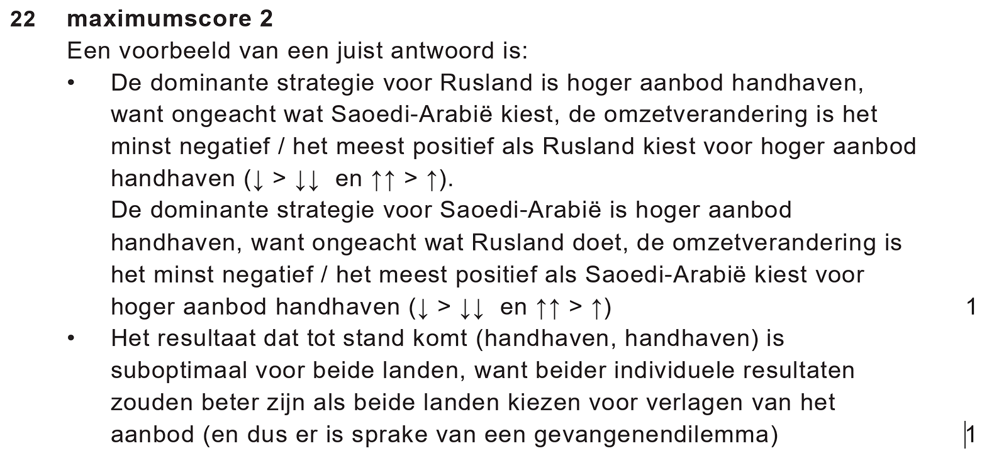 22 maximumscore 2
Een voorbeeld van een juist antwoord is:
• De dominante strategie voor Rusland is hoger aanbod handhaven,
want ongeacht wat Saoedi-Arabië kiest, de omzetverandering is het
minst negatief / het meest positief als Rusland kiest voor hoger aanbod
handhaven (↓ > ↓↓ en ↑↑ > ↑).
De dominante strategie voor Saoedi-Arabië is hoger aanbod
handhaven, want ongeacht wat Rusland doet, de omzetverandering is
het minst negatief / het meest positief als Saoedi-Arabië kiest voor
hoger aanbod handhaven (↓ > ↓↓ en ↑↑ > ↑) 1
• Het resultaat dat tot stand komt (handhaven, handhaven) is
suboptimaal voor beide landen, want beider individuele resultaten
zouden beter zijn als beide landen kiezen voor verlagen van het
aanbod (en dus er is sprake van een gevangenendilemma) 1